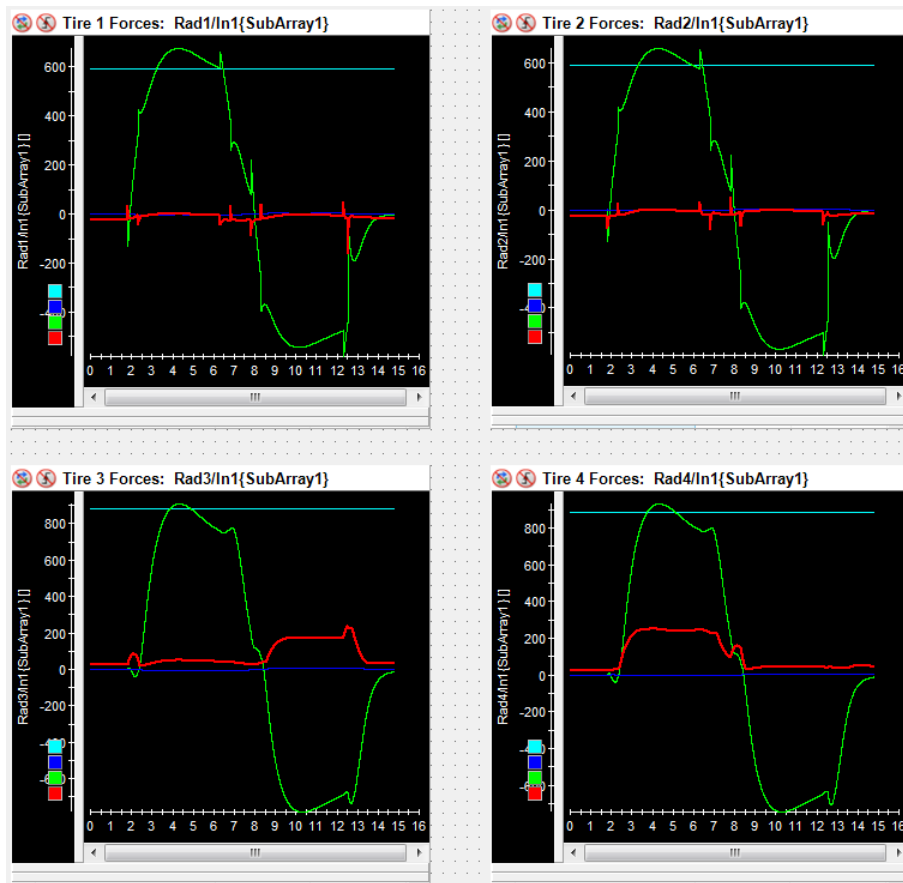 Tire 1 Forces: Rad1/In1{SubArray1}
Rad1/In1{SubArray1} []
600
400
200
0
-200
0 1 2 3 4 5 6 7 8 9 10 11 12 13 14 15 16
Tire 2 Forces: Rad2/In1{SubArray1}
Rad2/In1{SubArray1} []
600
400
200
0
-200
0 1 2 3 4 5 6 7 8 9 10 11 12 13 14 15 16
Tire 3 Forces: Rad3/In1{SubArray1}
Rad3/In1{SubArray1} []
800
600
400
200
0
-200
0 1 2 3 4 5 6 7 8 9 10 11 12 13 14 15 16
Tire 4 Forces: Rad4/In1{SubArray1}
Rad4/In1{SubArray1} []
800
600
400
200
0
-200
0 1 2 3 4 5 6 7 8 9 10 11 12 13 14 15 16